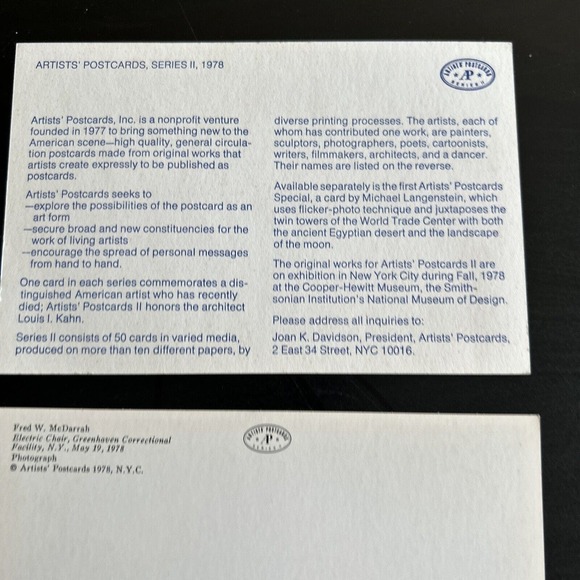 ARTISTS' POSTCARDS, SERIES II, 1978
ARTISTS POSTCARDS
AP
SERIES II
Artists' Postcards, Inc. is a nonprofit venture
founded in 1977 to bring something new to the
American scene—high quality, general circula-
tion postcards made from original works that
artists create expressly to be published as
postcards.
Artists' Postcards seeks to
—explore the possibilities of the postcard as an
art form
—secure broad and new constituencies for the
work of living artists
—encourage the spread of personal messages
from hand to hand.
One card in each series commemorates a dis-
tinguished American artist who has recently
died; Artists' Postcards II honors the architect
Louis I. Kahn.
Series II consists of 50 cards in varied media,
produced on more than ten different papers, by
diverse printing processes. The artists, each of
whom has contributed one work, are painters,
sculptors, photographers, poets, cartoonists,
writers, filmmakers, architects, and a dancer.
Their names are listed on the reverse.
Available separately is the first Artists' Postcards
Special, a card by Michael Langenstein, which
uses flicker-photo technique and juxtaposes the
twin towers of the World Trade Center with both
the ancient Egyptian desert and the landscape
of the moon.
The original works for Artists' Postcards II are
on exhibition in New York City during Fall, 1978
at the Cooper-Hewitt Museum, the Smith-
sonian Institution's National Museum of Design.
Please address all inquiries to:
Joan K. Davidson, President, Artists' Postcards,
2 East 34 Street, NYC 10016.
Fred W. McDarrah
Electric Chair, Greenhaven Correctional
Facility, N.Y., May 19, 1978
Photograph
© Artists' Postcards 1978, N.Y.C.
ARTISTS POSTCARDS
AP
SERIES II